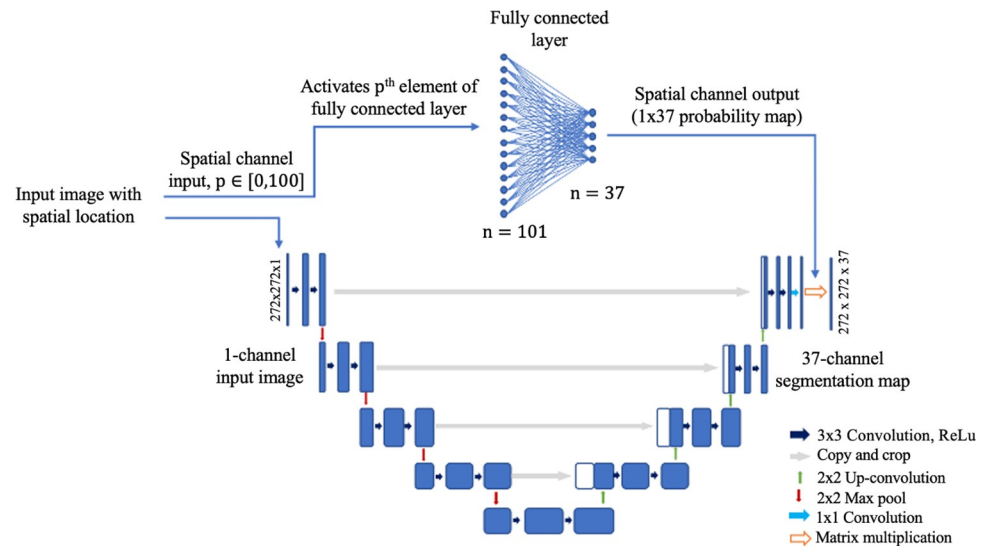 Fully connected
layer
Activates pth element of
fully connected layer
Spatial channel output
(1x37 probability map)
Spatial channel
input, p ∈ [0,100]
Input image with
spatial location
n = 37
n = 101
272x272x1
272 x 272 x 37
1-channel
input image
37-channel
segmentation map
3x3 Convolution, ReLu
Copy and crop
2x2 Up-convolution
2x2 Max pool
1x1 Convolution
Matrix multiplication